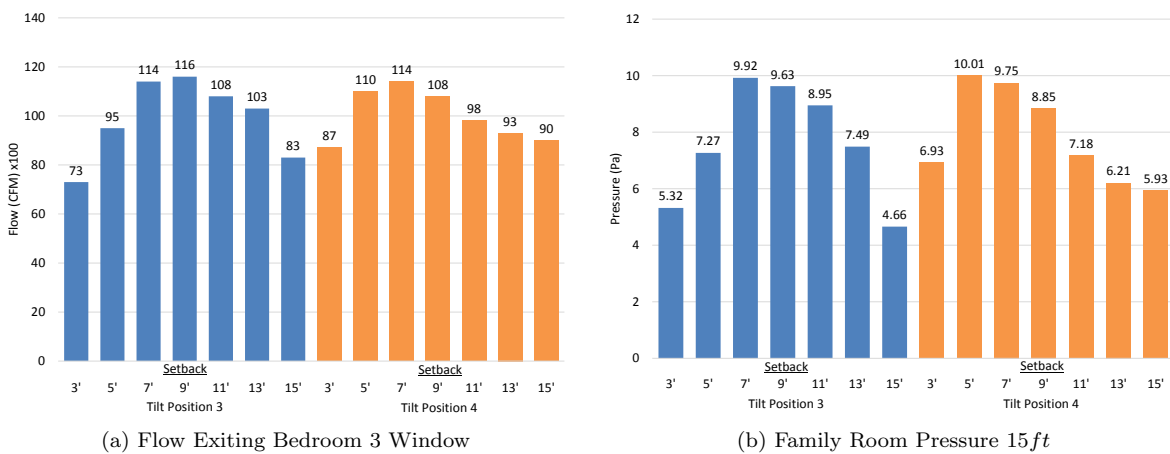 140
120
100
80
60
40
20
0
Flow (CFM) x100
73 95 114 116 108 103 83 87 110 114 108 98 93 90
Setback Setback
3' 5' 7' 9' 11' 13' 15' 3' 5' 7' 9' 11' 13' 15'
Tilt Position 3 Tilt Position 4
(a) Flow Exiting Bedroom 3 Window
12
10
8
6
4
2
0
Pressure (Pa)
5.32 7.27 9.92 9.63 8.95 7.49 4.66 6.93 10.01 9.75 8.85 7.18 6.21 5.93
Setback Setback
3' 5' 7' 9' 11' 13' 15' 3' 5' 7' 9' 11' 13' 15'
Tilt Position 3 Tilt Position 4
(b) Family Room Pressure 15ft